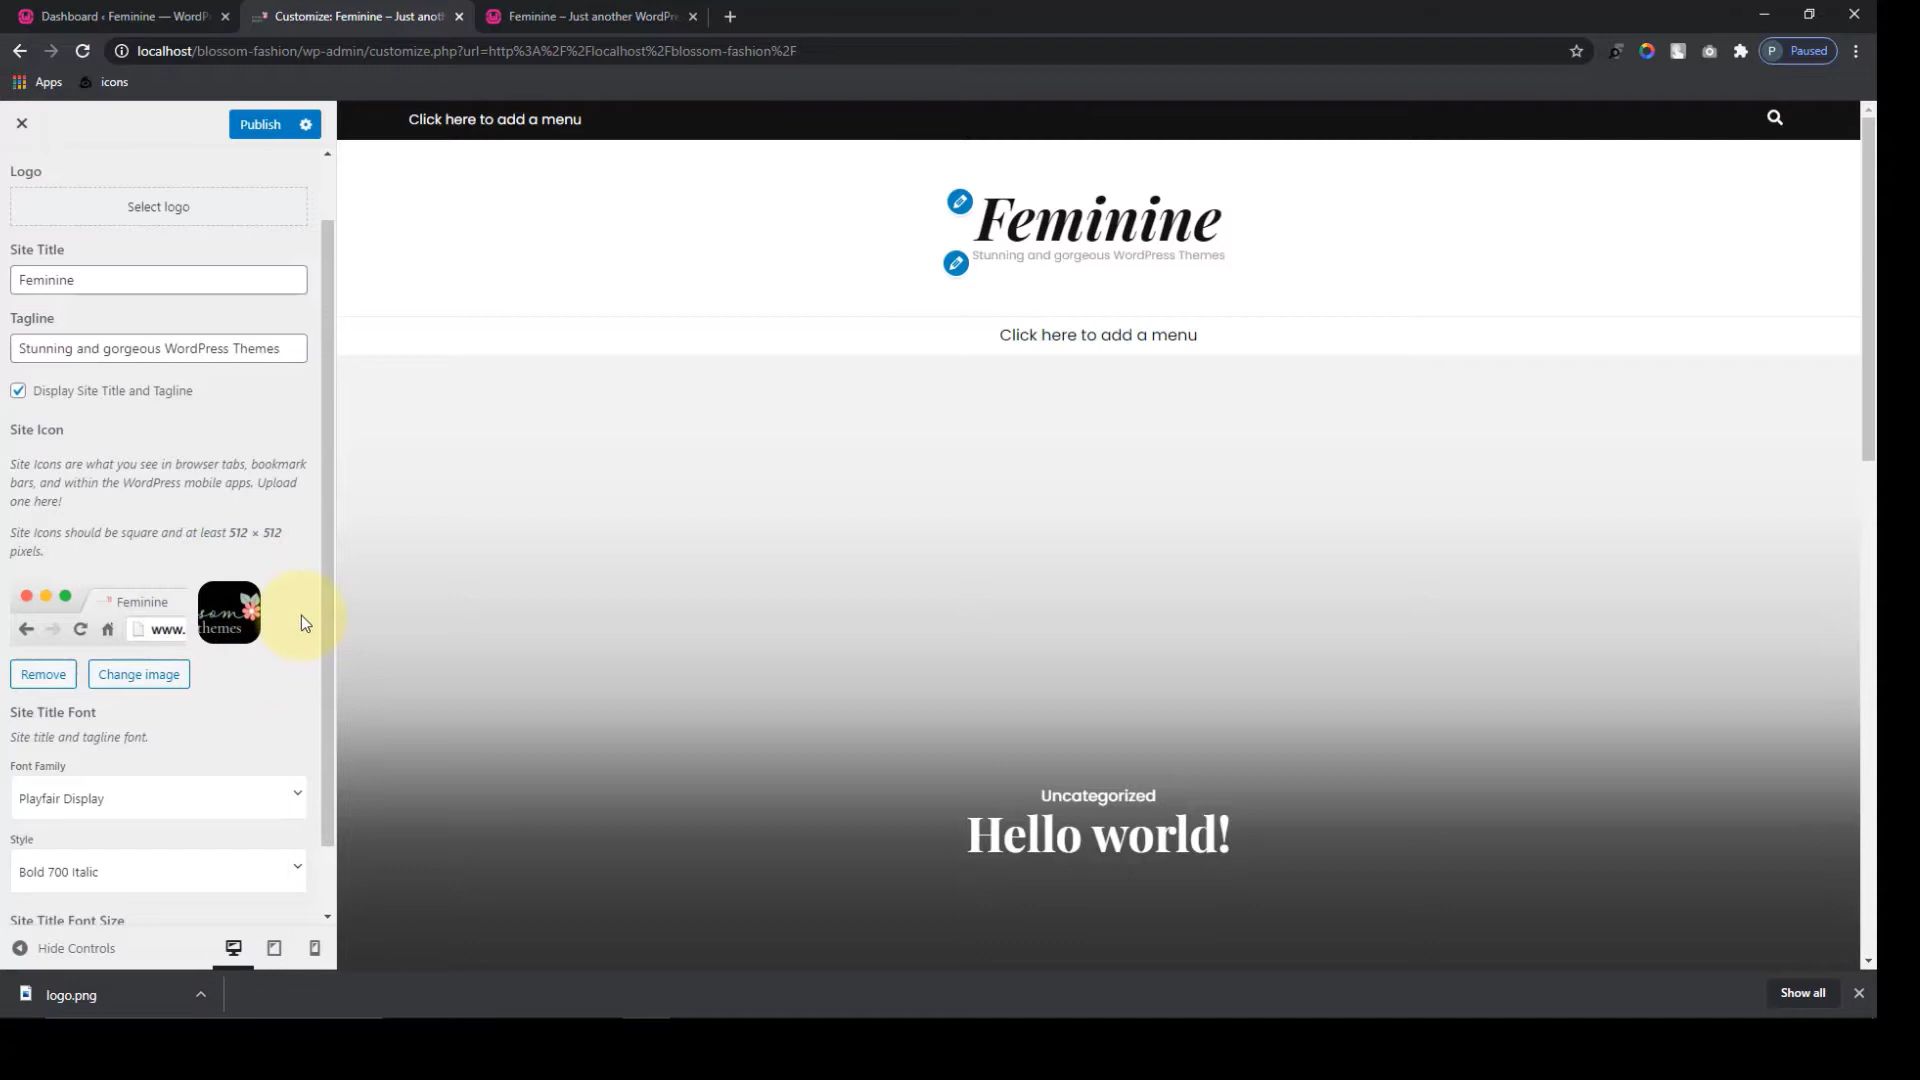 Dashboard ‹ Feminine — WordP
Customize: Feminine – Just anot
Feminine – Just another WordPre
localhost/blossom-fashion/wp-admin/customize.php?url=http%3A%2F%2Flocalhost%2Fblossom-fashion%2F
P Paused
Apps
icons
Publish
Logo
Select logo
Site Title
Feminine
Tagline
Stunning and gorgeous WordPress Themes
Display Site Title and Tagline
Site Icon
Site Icons are what you see in browser tabs, bookmark
bars, and within the WordPress mobile apps. Upload
one here!
Site Icons should be square and at least 512 × 512
pixels.
Feminine
www.
som
themes
Remove
Change image
Site Title Font
Site title and tagline font.
Font Family
Playfair Display
Style
Bold 700 Italic
Site Title Font Size
Hide Controls
Click here to add a menu
Feminine
Stunning and gorgeous WordPress Themes
Click here to add a menu
Uncategorized
Hello world!
logo.png
Show all